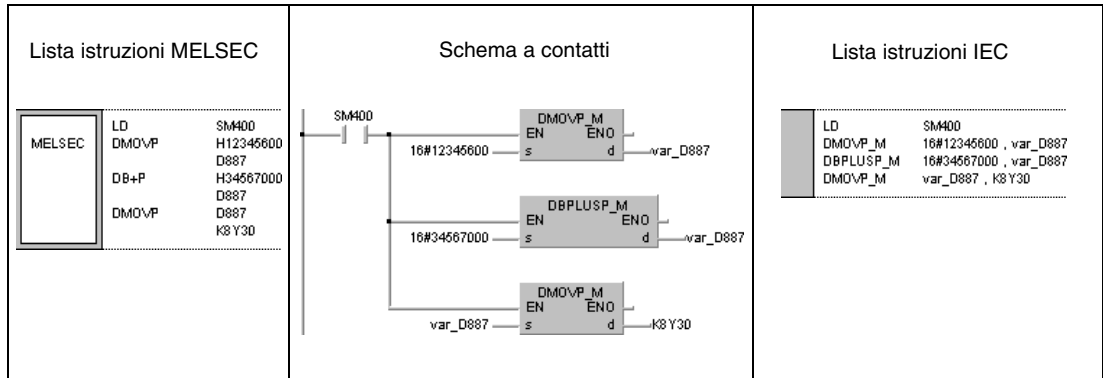 Lista istruzioni MELSEC
MELSEC
LD SM400
DMOVP H12345600
D887
DB+P H34567000
D887
DMOVP D887
K8Y30
Schema a contatti
SM400
DMOVP_M
EN ENO
16#12345600 s d var_D887
DBPLUSP_M
EN ENO
16#34567000 s d var_D887
DMOVP_M
EN ENO
var_D887 s d K8Y30
Lista istruzioni IEC
LD SM400
DMOVP_M 16#12345600 , var_D887
DBPLUSP_M 16#34567000 , var_D887
DMOVP_M var_D887 , K8Y30